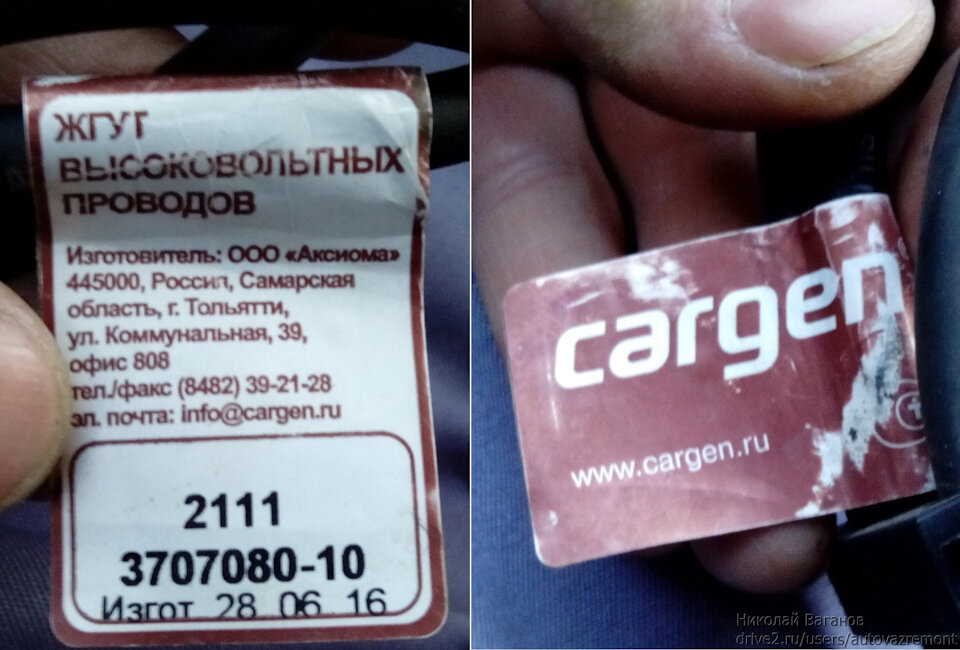 ЖГУТ
ВЫСОКОВОЛЬТНЫХ
ПРОВОДОВ
Изготовитель: ООО «Аксиома»
445000, Россия, Самарская
область, г. Тольятти,
ул. Коммунальная, 39,
офис 808
тел./факс (8482) 39-21-28
эл. почта: info@cargen.ru
2111
3707080-10
Изгот 28 06 16
cargen
www.cargen.ru
Николай Ваганов
drive2.ru/users/autovazremont